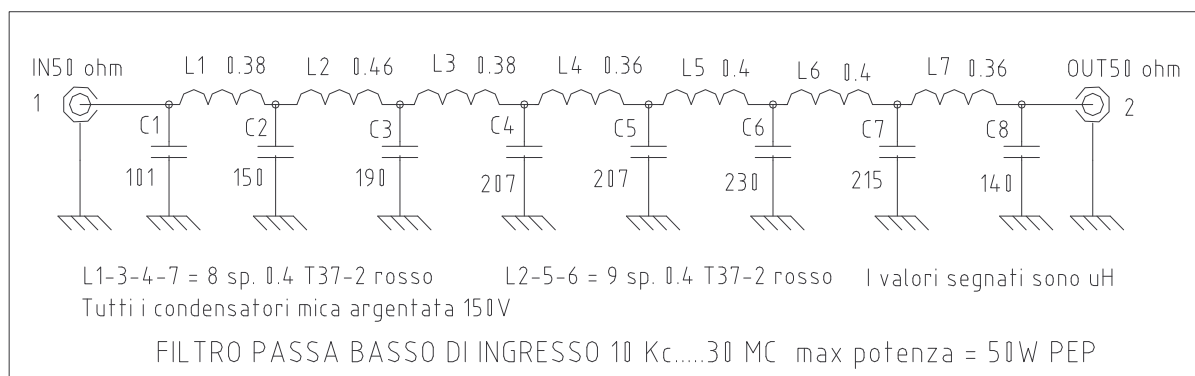 IN50 ohm
L1 0.38
L2 0.46
L3 0.38
L4 0.36
L5 0.4
L6 0.4
L7 0.36
OUT50 ohm
1
2
C1
C2
C3
C4
C5
C6
C7
C8
101
150
190
207
207
230
215
140
L1-3-4-7 = 8 sp. 0.4 T37-2 rosso
L2-5-6 = 9 sp. 0.4 T37-2 rosso
I valori segnati sono uH
Tutti i condensatori mica argentata 150V
FILTRO PASSA BASSO DI INGRESSO 10 Kc.....30 MC max potenza = 50W PEP